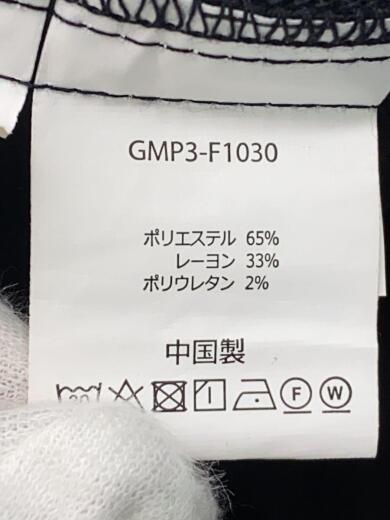 GMP3-F1030
ポリエステル 65%
レーヨン 33%
ポリウレタン 2%
中国製
F W